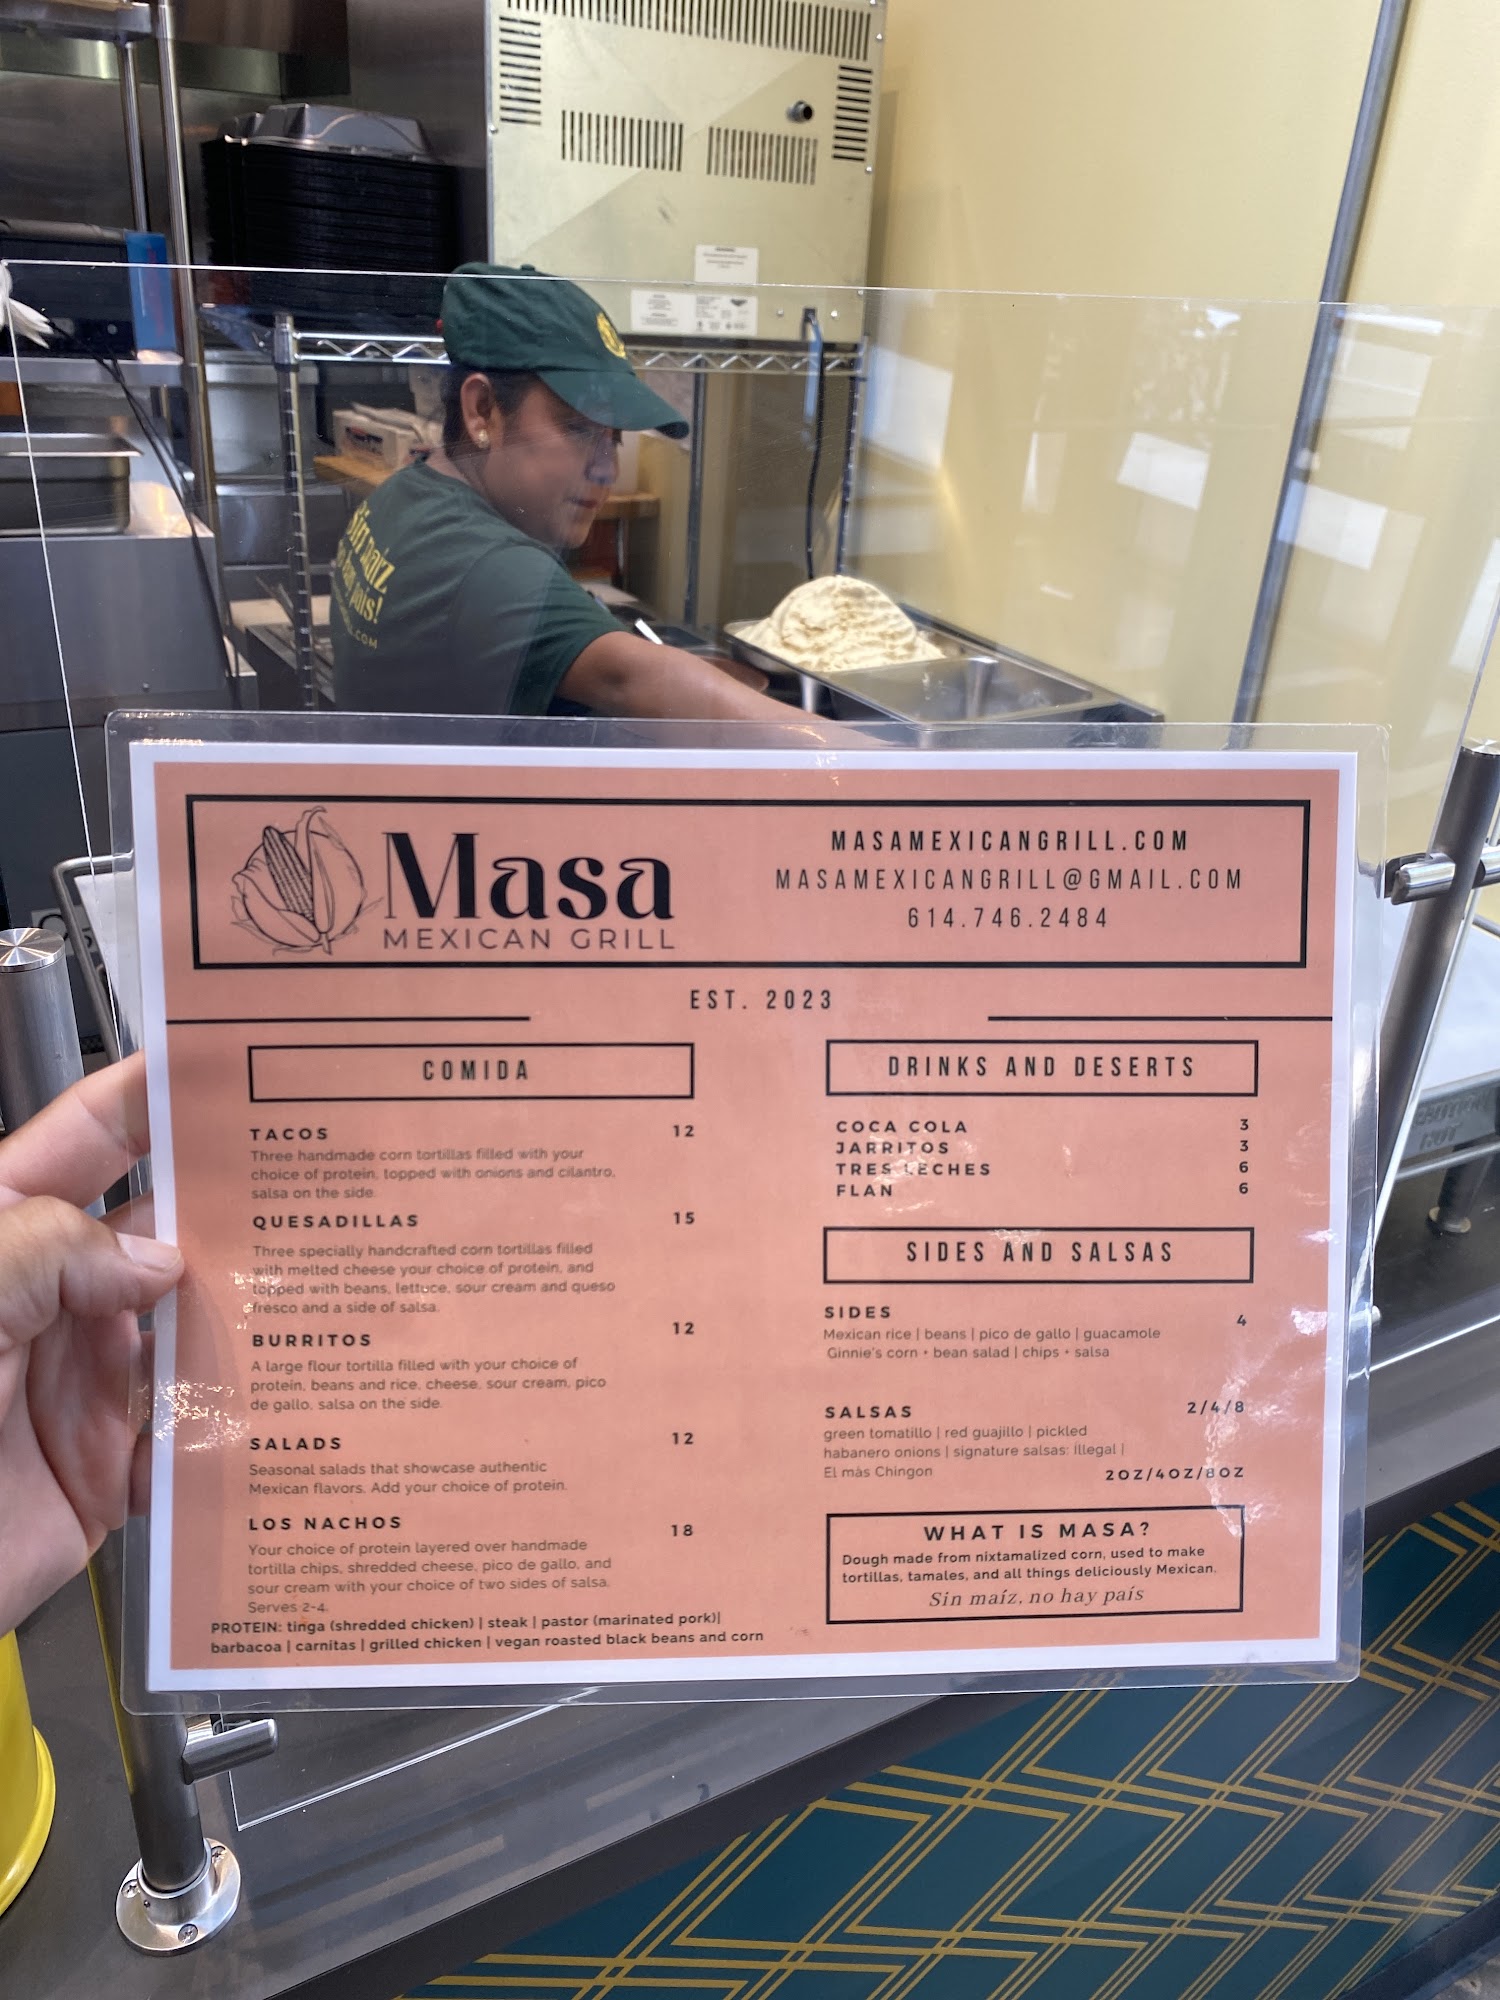 Sin maíz
no hay país!
.COM
Masa
MEXICAN GRILL
MASAMEXICANGRILL.COM
MASAMEXICANGRILL@GMAIL.COM
614.746.2484
EST. 2023
COMIDA
TACOS 12
Three handmade corn tortillas filled with your
choice of protein, topped with onions and cilantro,
salsa on the side.
QUESADILLAS 15
Three specially handcrafted corn tortillas filled
with melted cheese your choice of protein, and
topped with beans, lettuce, sour cream and queso
fresco and a side of salsa.
BURRITOS 12
A large flour tortilla filled with your choice of
protein, beans and rice, cheese, sour cream, pico
de gallo, salsa on the side.
SALADS 12
Seasonal salads that showcase authentic
Mexican flavors. Add your choice of protein.
LOS NACHOS 18
Your choice of protein layered over handmade
tortilla chips, shredded cheese, pico de gallo, and
sour cream with your choice of two sides of salsa.
Serves 2-4.
PROTEIN: tinga (shredded chicken) | steak | pastor (marinated pork)|
barbacoa | carnitas | grilled chicken | vegan roasted black beans and corn
DRINKS AND DESERTS
COCA COLA 3
JARRITOS 3
TRES LECHES 6
FLAN 6
SIDES AND SALSAS
SIDES 4
Mexican rice | beans | pico de gallo | guacamole
Ginnie's corn + bean salad | chips + salsa
SALSAS 2/4/8
green tomatillo | red guajillo | pickled
habanero onions | signature salsas: Illegal |
El más Chingon
2OZ/4OZ/8OZ
WHAT IS MASA?
Dough made from nixtamalized corn, used to make
tortillas, tamales, and all things deliciously Mexican.
Sin maíz, no hay país